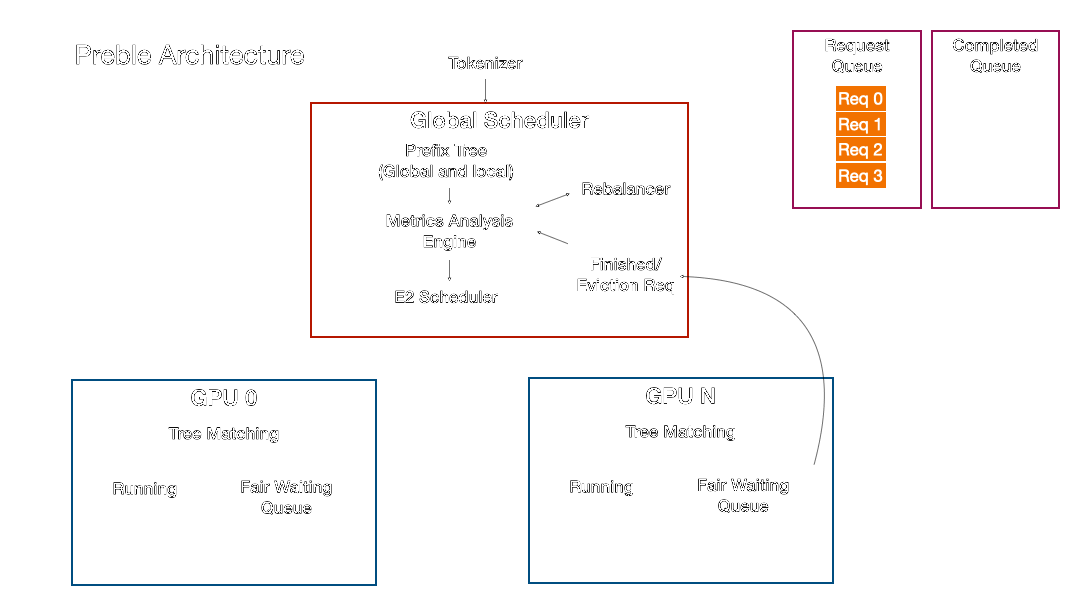 Preble Architecture
Tokenizer
Global Scheduler
Prefix Tree
(Global and local)
Metrics Analysis
Engine
E2 Scheduler
Rebalancer
Finished/
Eviction Req
Request
Queue
Req 0
Req 1
Req 2
Req 3
Completed
Queue
GPU 0
Tree Matching
Running
Fair Waiting
Queue
GPU N
Tree Matching
Running
Fair Waiting
Queue